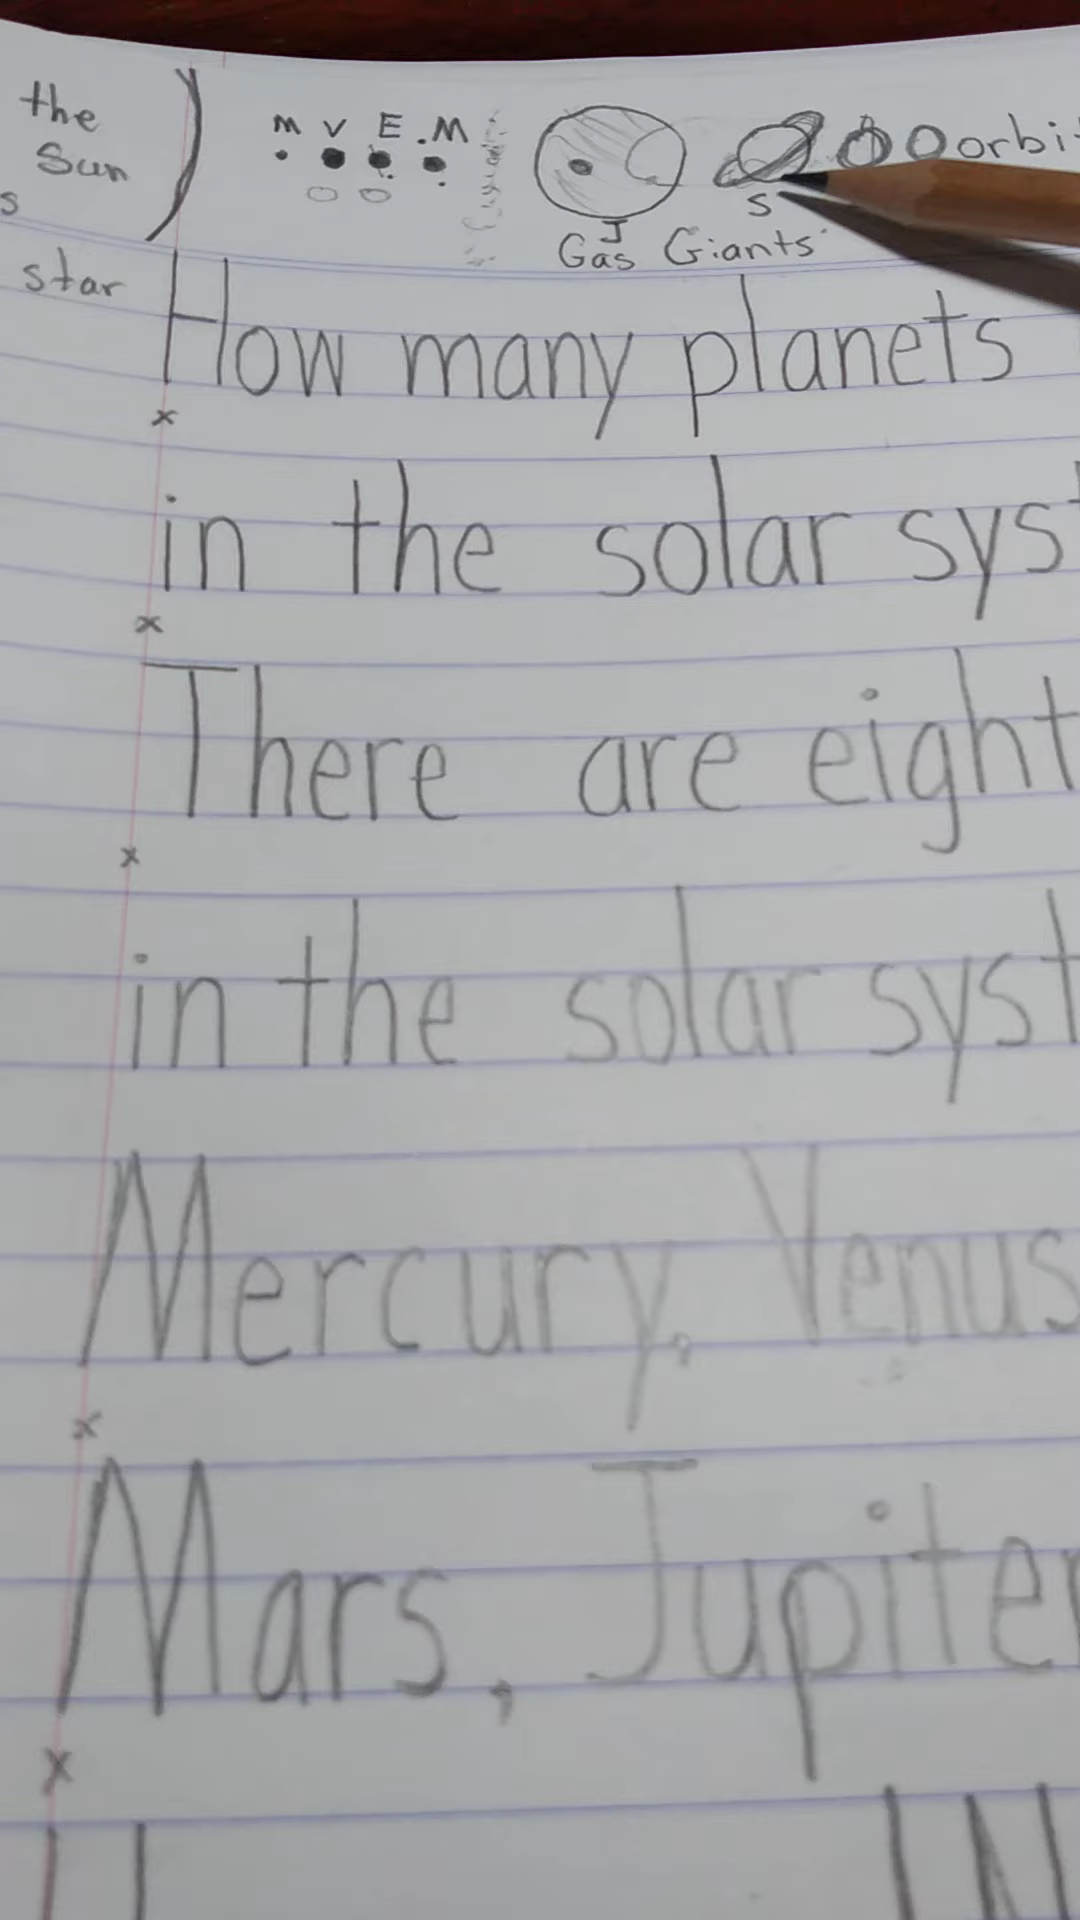 the
Sun
s
star
M V E M
orbi
S
J
Gas Giants
How many planets
in the solar syst
There are eight
in the solar syst
Mercury, Venus
Mars, Jupiter